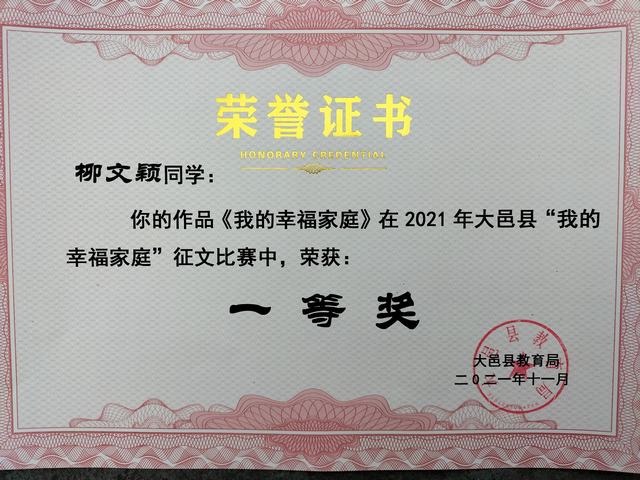 荣誉证书
HONORARY CREDENTIAL
柳文颖同学：
你的作品《我的幸福家庭》在2021年大邑县“我的
幸福家庭”征文比赛中，荣获：
一等奖
大邑县教育局
二〇二一年十一月